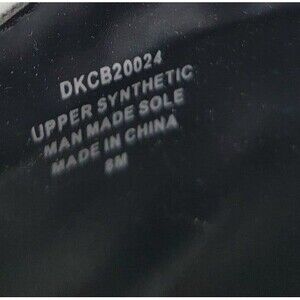 DKCB20024
UPPER SYNTHETIC
MAN MADE SOLE
MADE IN CHINA
8M